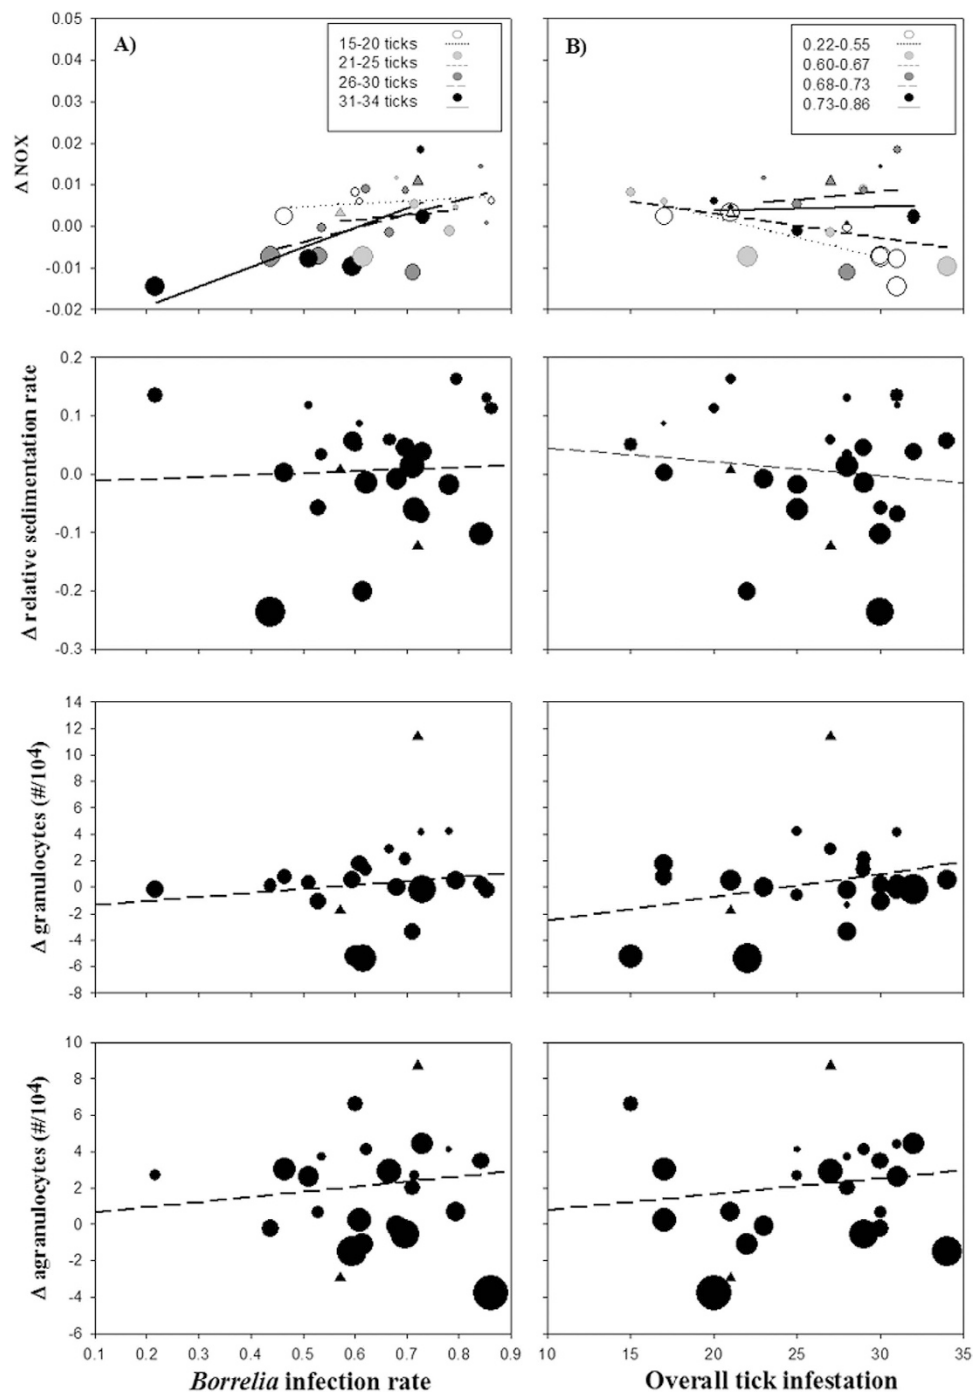 A)
15-20 ticks
21-25 ticks
26-30 ticks
31-34 ticks
B)
0.22-0.55
0.60-0.67
0.68-0.73
0.73-0.86
Δ NOX
0.05
0.04
0.03
0.02
0.01
0.00
-0.01
-0.02
Δ relative sedimentation rate
0.2
0.1
0.0
-0.1
-0.2
-0.3
Δ granulocytes (#/10⁴)
14
12
10
8
6
4
2
0
-2
-4
-6
-8
Δ agranulocytes (#/10⁴)
10
8
6
4
2
0
-2
-4
-6
0.1 0.2 0.3 0.4 0.5 0.6 0.7 0.8 0.9
10 15 20 25 30 35
Borrelia infection rate
Overall tick infestation